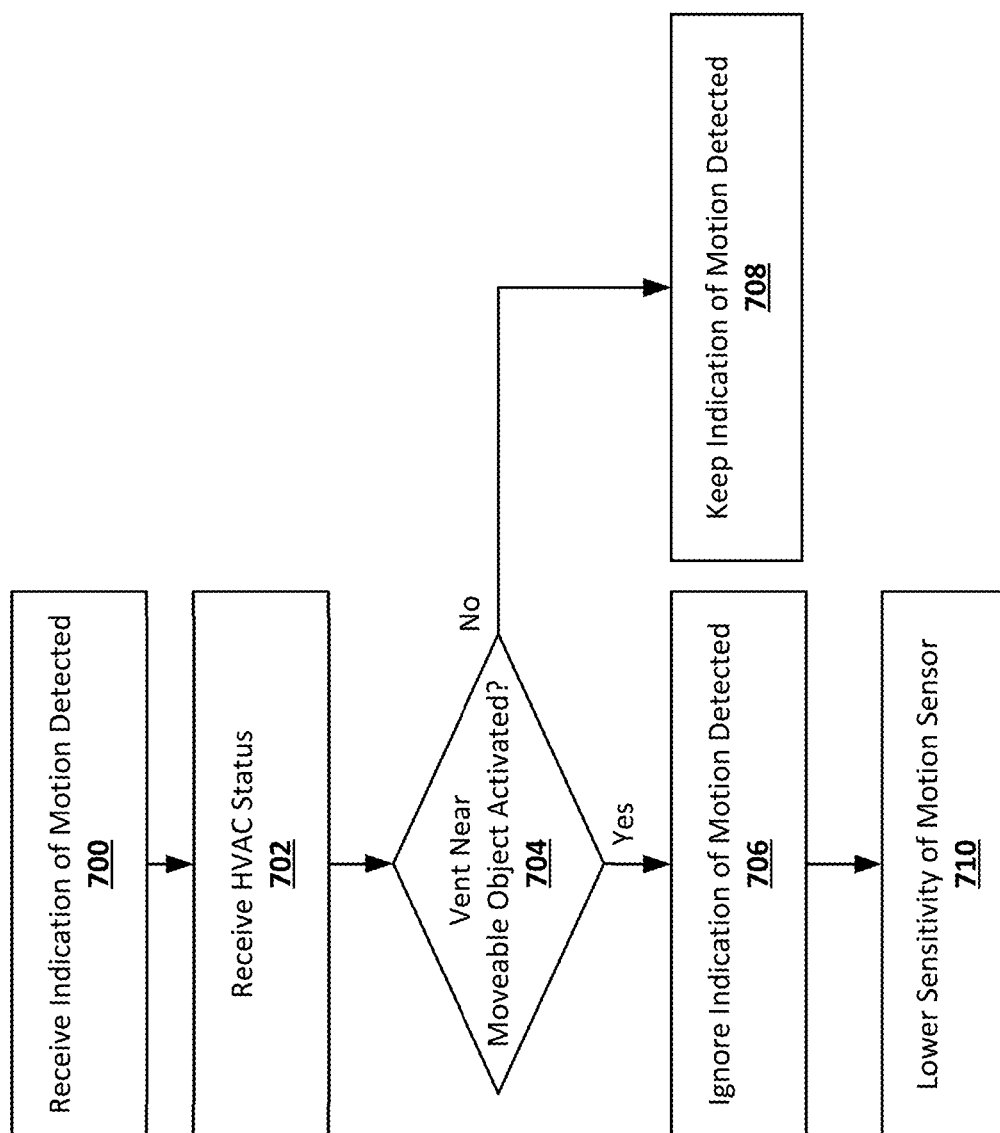 Receive Indication of Motion Detected
700
Receive HVAC Status
702
Vent Near
Moveable Object Activated?
704
No
Yes
Ignore Indication of Motion Detected
706
Keep Indication of Motion Detected
708
Lower Sensitivity of Motion Sensor
710